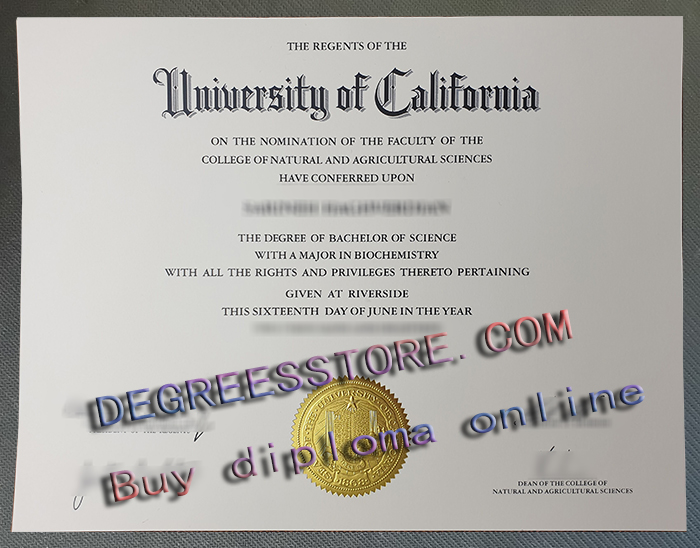 THE REGENTS OF THE
University of California
ON THE NOMINATION OF THE FACULTY OF THE
COLLEGE OF NATURAL AND AGRICULTURAL SCIENCES
HAVE CONFERRED UPON
THE DEGREE OF BACHELOR OF SCIENCE
WITH A MAJOR IN BIOCHEMISTRY
WITH ALL THE RIGHTS AND PRIVILEGES THERETO PERTAINING
GIVEN AT RIVERSIDE
THIS SIXTEENTH DAY OF JUNE IN THE YEAR
DEGREESSTORE. COM
Buy diploma online
1868
DEAN OF THE COLLEGE OF
NATURAL AND AGRICULTURAL SCIENCES